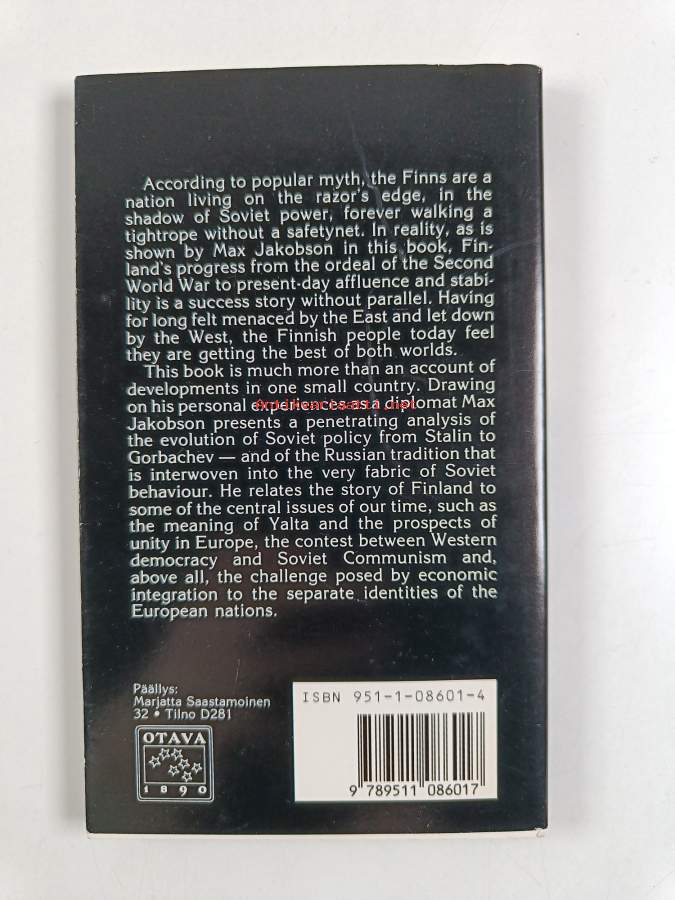 According to popular myth, the Finns are a
nation living on the razor's edge, in the
shadow of Soviet power, forever walking a
tightrope without a safetynet. In reality, as is
shown by Max Jakobson in this book, Fin-
land's progress from the ordeal of the Second
World War to present-day affluence and stabi-
lity is a success story without parallel. Having
for long felt menaced by the East and let down
by the West, the Finnish people today feel
they are getting the best of both worlds.
This book is much more than an account of
developments in one small country. Drawing
on his personal experiences as a diplomat Max
Jakobson presents a penetrating analysis of
the evolution of Soviet policy from Stalin to
Gorbachev — and of the Russian tradition that
is interwoven into the very fabric of Soviet
behaviour. He relates the story of Finland to
some of the central issues of our time, such as
the meaning of Yalta and the prospects of
unity in Europe, the contest between Western
democracy and Soviet Communism and,
above all, the challenge posed by economic
integration to the separate identities of the
European nations.
Päällys:
Marjatta Saastamoinen
32 • Tilno D281
OTAVA
1890
ISBN 951-1-08601-4
9 789511 086017